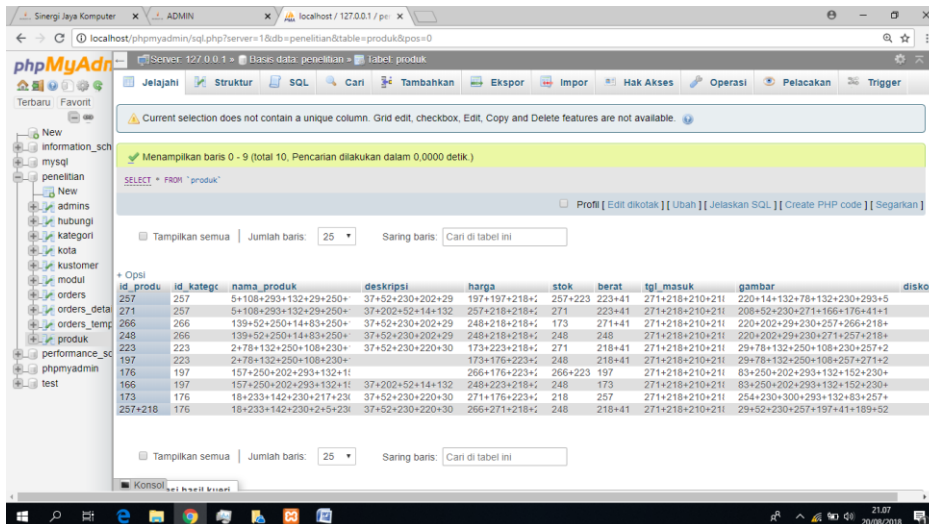 Sinergi Jaya Komputer
ADMIN
localhost / 127.0.0.1 / pe
localhost/phpmyadmin/sql.php?server=1&db=penelitian&table=produk&pos=0
phpMyAdm
Server: 127.0.0.1 » Basis data: penelitian » Tabel: produk
Jelajahi Struktur SQL Cari Tambahkan Ekspor Impor Hak Akses Operasi Pelacakan Trigger
Terbaru Favorit
New
information_sch
mysql
penelitian
New
admins
hubungi
kategori
kota
kustomer
modul
orders
orders_detai
orders_temp
produk
performance_sc
phpmyadmin
test
Current selection does not contain a unique column. Grid edit, checkbox, Edit, Copy and Delete features are not available.
Menampilkan baris 0 - 9 (total 10, Pencarian dilakukan dalam 0,0000 detik.)
SELECT * FROM `produk`
Profil [ Edit dikotak ] [ Ubah ] [ Jelaskan SQL ] [ Create PHP code ] [ Segarkan ]
Tampilkan semua | Jumlah baris: 25 Saring baris: Cari di tabel ini
+ Opsi
id_produ id_katego nama_produk deskripsi harga stok berat tgl_masuk gambar disko
257 257 5+108+293+132+29+250+ 37+52+230+202+29 197+197+218+2 257+223 223+41 271+218+210+21 220+14+132+78+132+230+293+5
271 257 5+108+293+132+29+250+ 37+202+52+14+132 257+218+218+2 271 223+41 271+218+210+21 208+52+230+271+166+176+41+1
266 266 139+52+250+14+83+250+ 37+52+230+202+29 248+218+218+2 173 271+41 271+218+210+21 220+202+29+230+257+266+218+
248 266 139+52+250+14+83+250+ 37+52+230+202+29 248+218+218+2 248 248 271+218+210+21 220+202+29+230+271+257+218+
223 223 2+78+132+250+108+230+ 37+52+230+220+30 173+223+218+2 271 218+41 271+218+210+21 29+78+132+250+108+230+257+2
197 223 2+78+132+250+108+230+ 173+176+223+2 248 218+41 271+218+210+21 29+78+132+250+108+257+271+2
176 197 157+250+202+293+132+1 266+176+223+2 266+223 197 271+218+210+21 83+250+202+293+132+152+230+
166 197 157+250+202+293+132+1 37+202+52+14+132 248+223+218+2 248 173 271+218+210+21 83+250+202+293+132+152+230+
173 176 18+233+142+230+217+23 37+52+230+220+30 271+176+223+2 218 257 271+218+210+21 254+230+300+293+132+83+257+
257+218 176 18+233+142+230+2+5+23 37+52+230+220+30 266+271+218+2 248 218+41 271+218+210+21 29+52+230+257+197+41+189+52
Tampilkan semua | Jumlah baris: 25 Saring baris: Cari di tabel ini
Konsol asi hasil kueri
21.07
20/08/2018